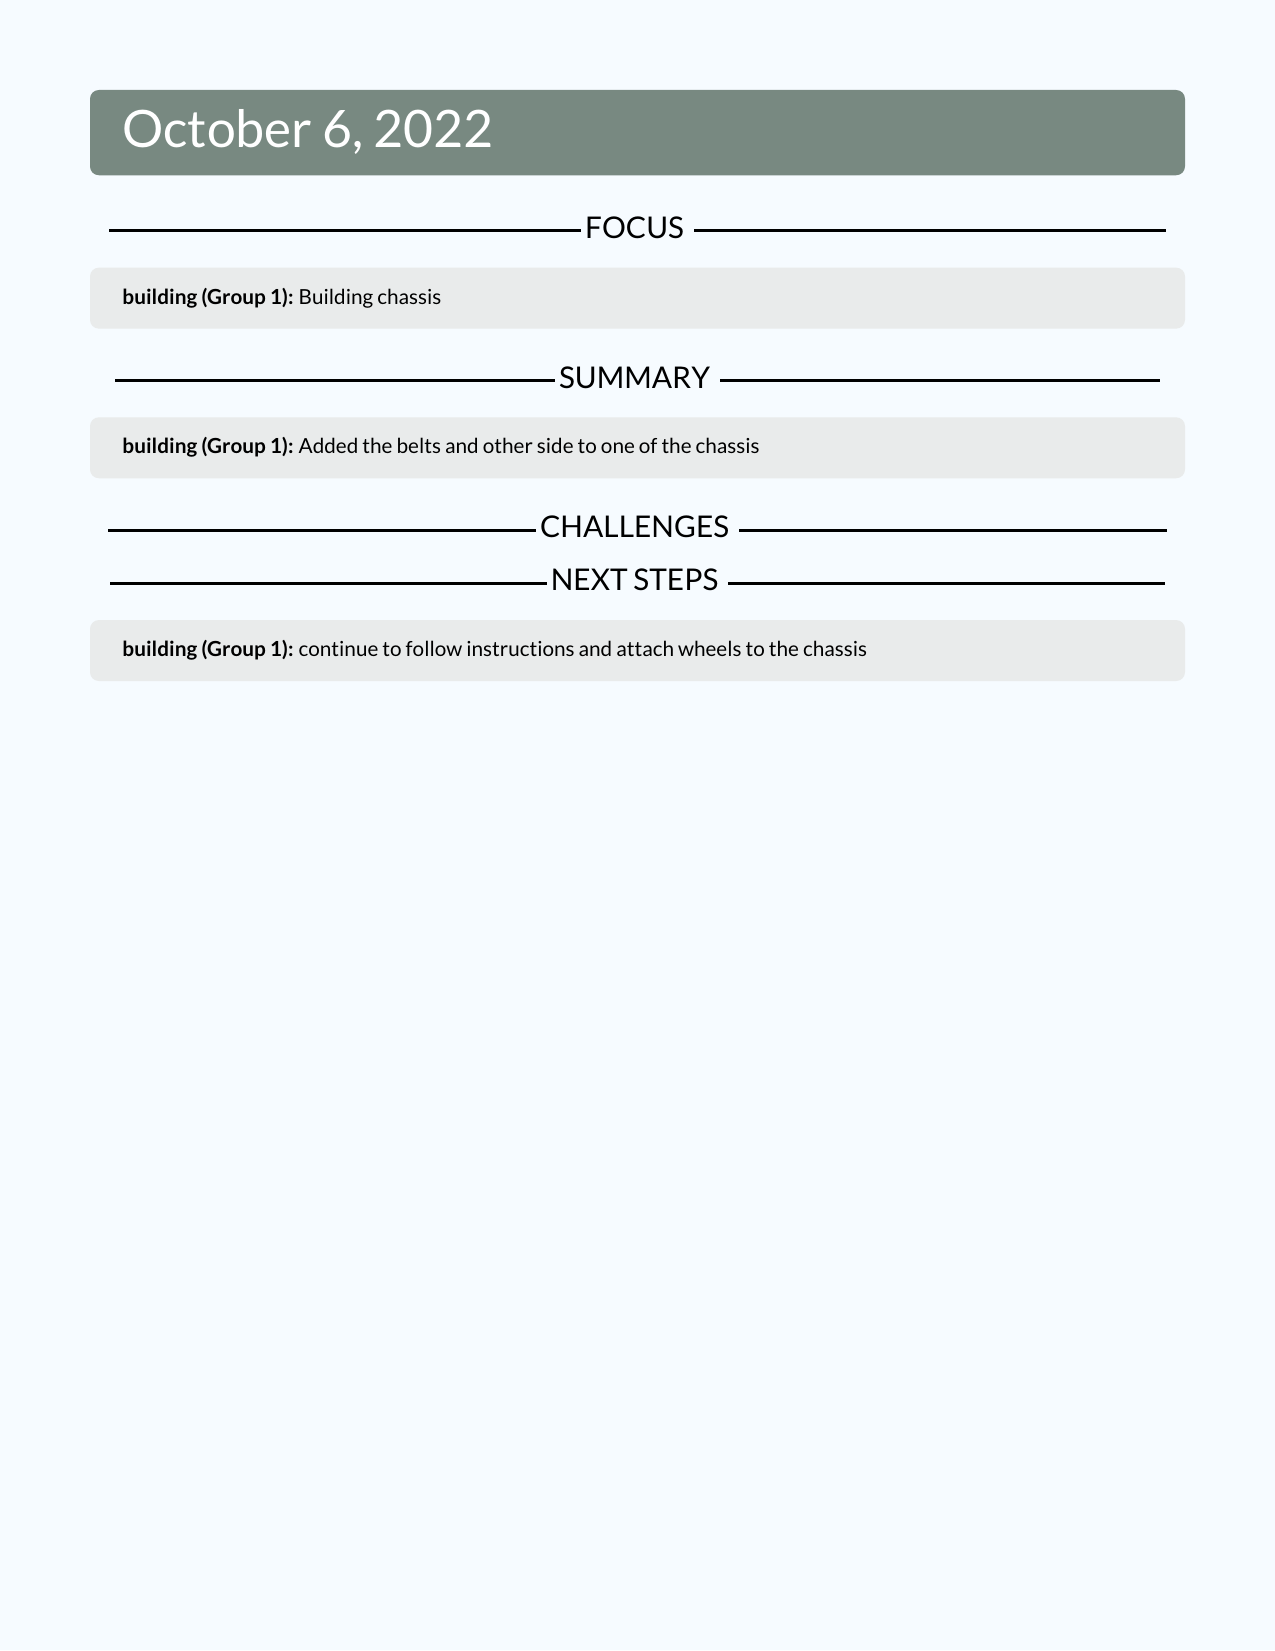 October 6, 2022
FOCUS
building (Group 1): Building chassis
SUMMARY
building (Group 1): Added the belts and other side to one of the chassis
CHALLENGES
NEXT STEPS
building (Group 1): continue to follow instructions and attach wheels to the chassis